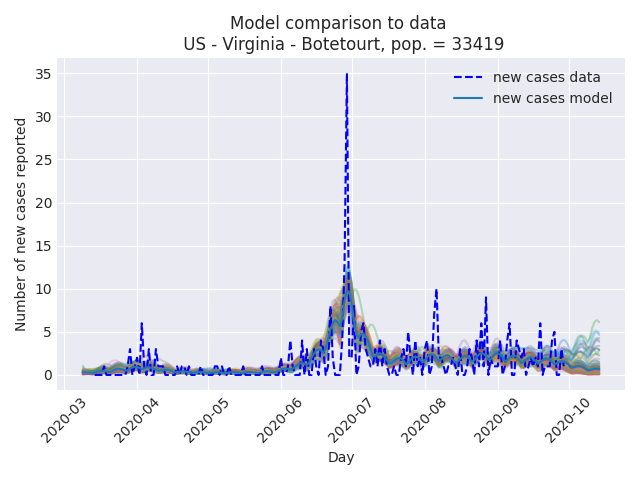 Model comparison to data
US - Virginia - Botetourt, pop. = 33419
new cases data
new cases model
Number of new cases reported
35
30
25
20
15
10
5
0
2020-03
2020-04
2020-05
2020-06
2020-07
2020-08
2020-09
2020-10
Day